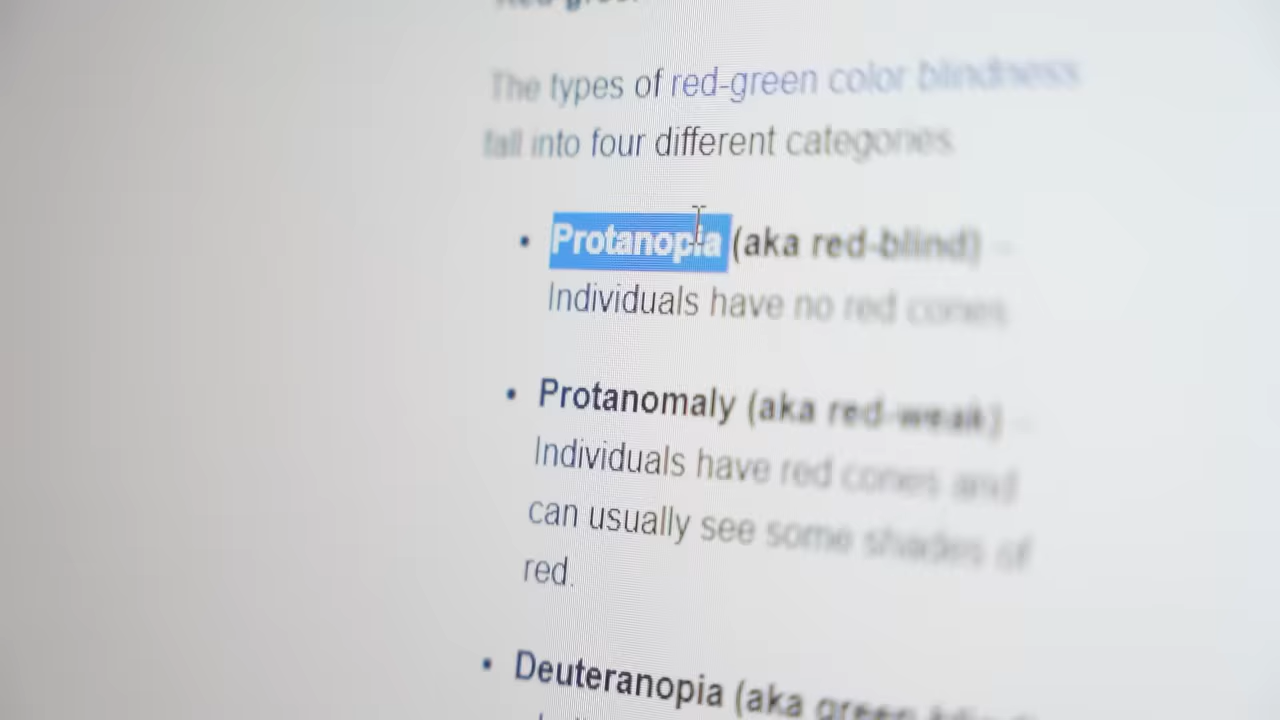 The types of red-green color blindness
fall into four different categories.
• Protanopia (aka red-blind) –
Individuals have no red cones.
• Protanomaly (aka red-weak) –
Individuals have red cones and
can usually see some shades of
red.
• Deuteranopia (aka green-blind)